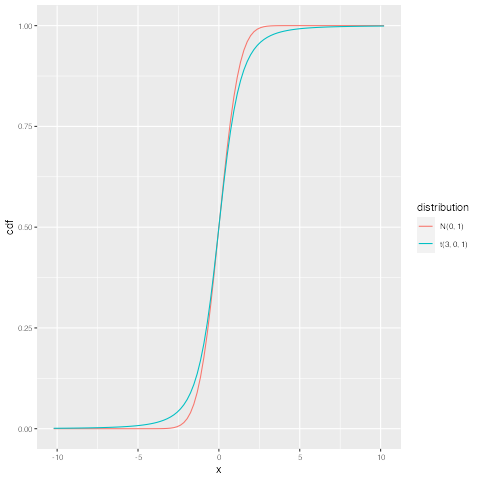 1.00
0.75
0.50
0.25
0.00
cdf
-10 -5 0 5 10
x
distribution
N(0, 1)
t(3, 0, 1)